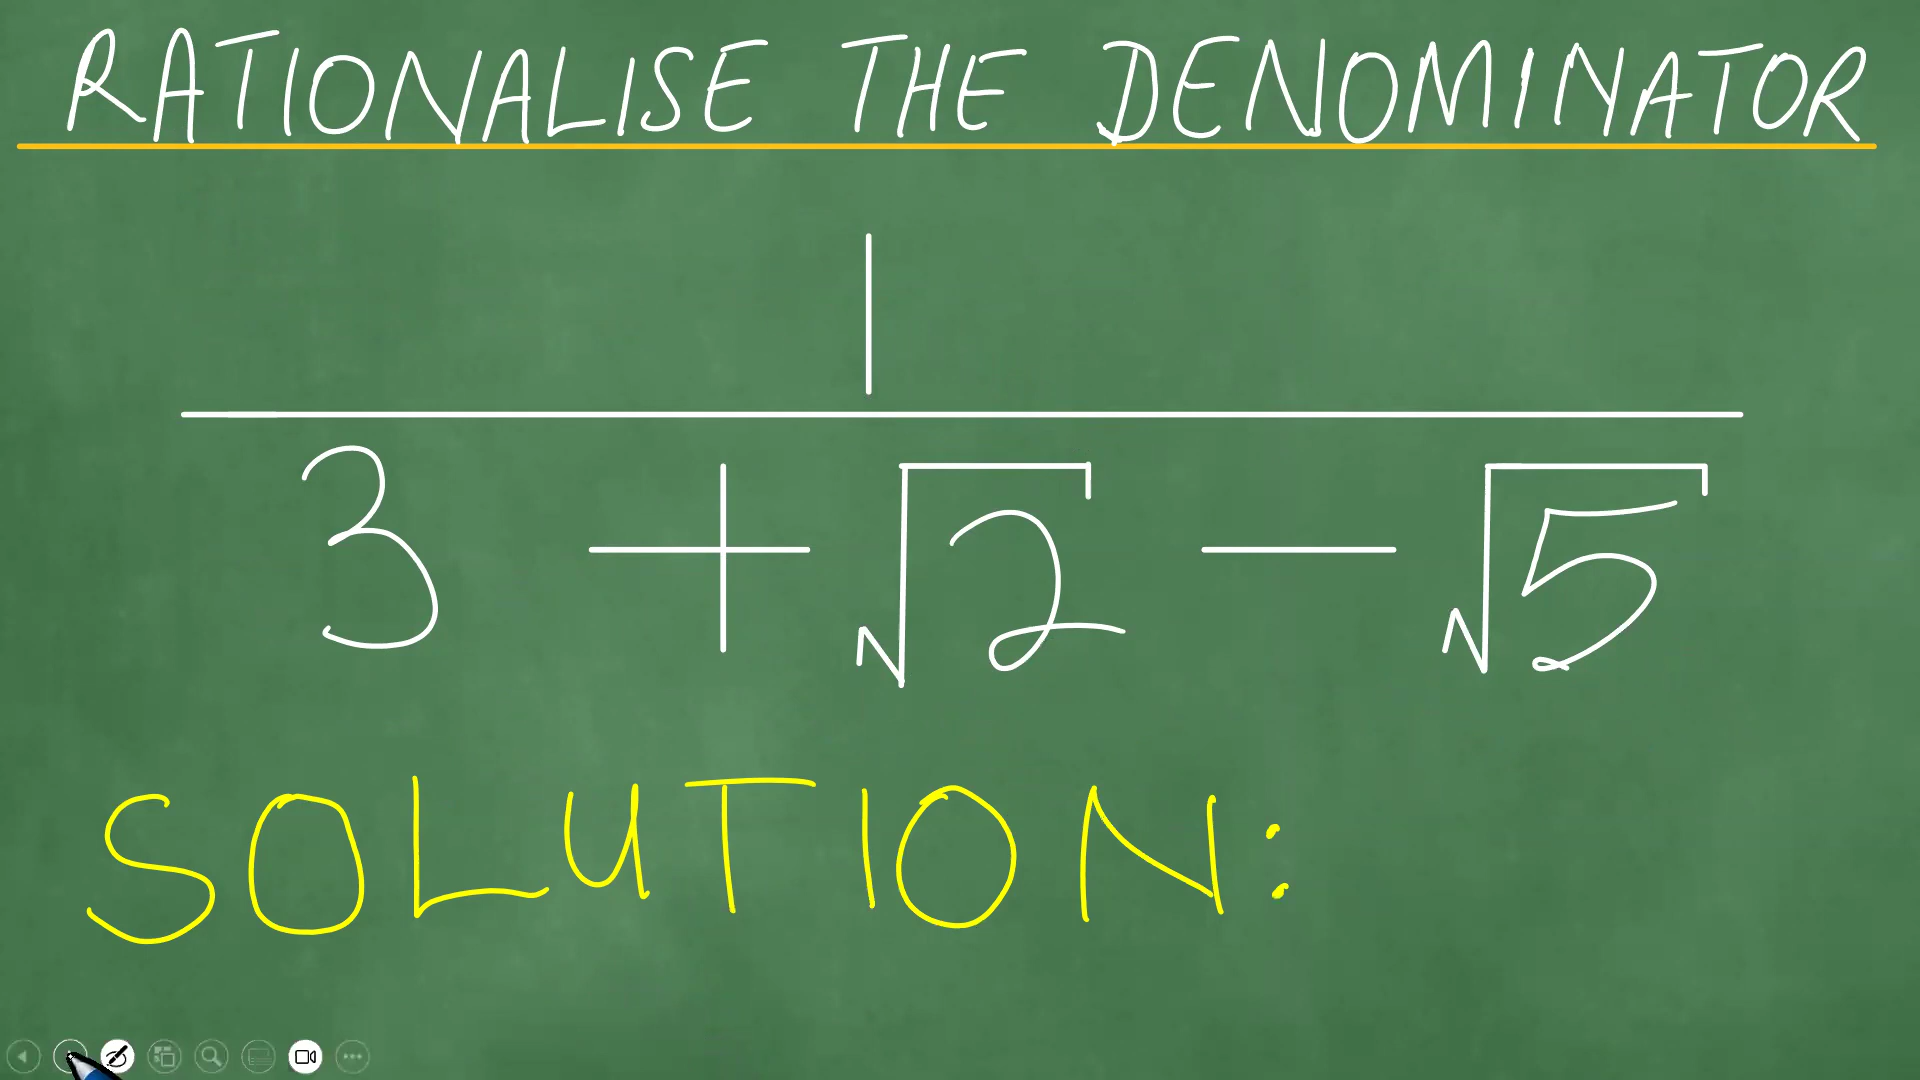 RATIONALISE THE DENOMINATOR
1
3 + √2 − √5
SOLUTION: